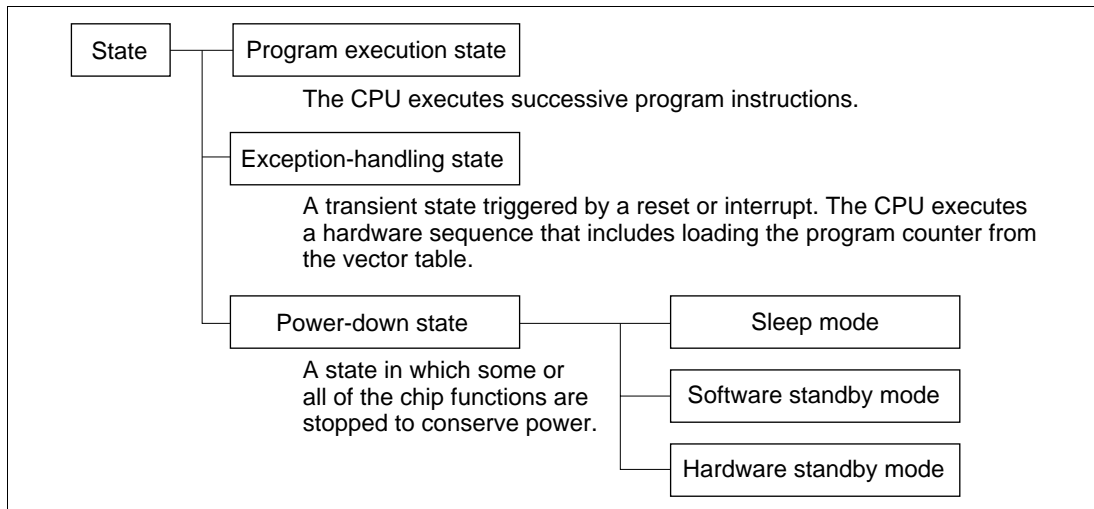 State
Program execution state
The CPU executes successive program instructions.
Exception-handling state
A transient state triggered by a reset or interrupt. The CPU executes
a hardware sequence that includes loading the program counter from
the vector table.
Power-down state
A state in which some or
all of the chip functions are
stopped to conserve power.
Sleep mode
Software standby mode
Hardware standby mode